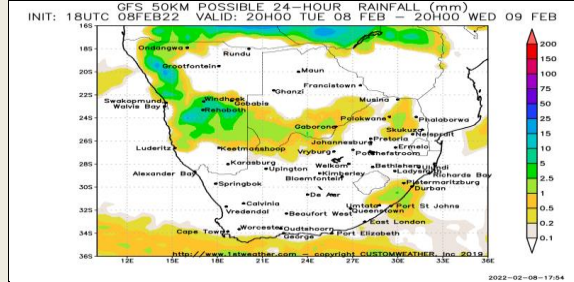 GFS 50KM POSSIBLE 24-HOUR RAINFALL (mm)
INIT: 18UTC 08FEB22 VALID: 20H00 TUE 08 FEB – 20H00 WED 09 FEB
16S
18S
20S
22S
24S
26S
28S
30S
32S
34S
36S
Ondangwa
Rundu
Grootfontein
Maun
Francistown
Ghanzi
Swakopmund
Walvis Bay
Windhoek
Gobabis
Rehoboth
Musina
Polokwane
Phalaborwa
Gaborone
Skukuza
Nelspruit
Pretoria
Johannesburg
Ermelo
Luderitz
Keetmanshoop
Vryburg
Potchefstroom
Karasburg
Upington
Welkom
Bethlehem
Ulundi
Ladysmith
Alexander Bay
Kimberley
Bloemfontein
Richards Bay
Springbok
Pietermaritzburg
Durban
De Aar
Calvinia
Vredendal
Beaufort West
Umtata
Port St Johns
Queenstown
East London
Cape Town
Worcester
Oudtshoorn
George
Port Elizabeth
http://www.1stweather.com – copyright CUSTOMWEATHER, Inc 2019
12E 15E 18E 21E 24E 27E 30E 33E 36E
200
150
100
75
50
25
15
10
5
2.5
1
0.5
0.2
0.1
2022-02-08-17:54